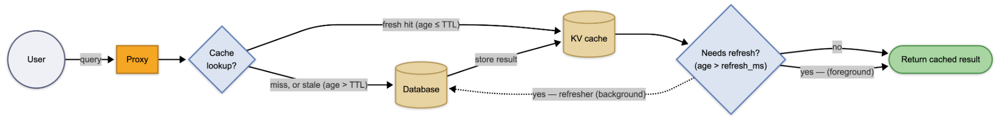 User
query
Proxy
Cache
lookup?
fresh hit (age ≤ TTL)
miss, or stale (age > TTL)
Database
store result
KV cache
Needs refresh?
(age > refresh_ms)
yes — refresher (background)
no
yes — (foreground)
Return cached result